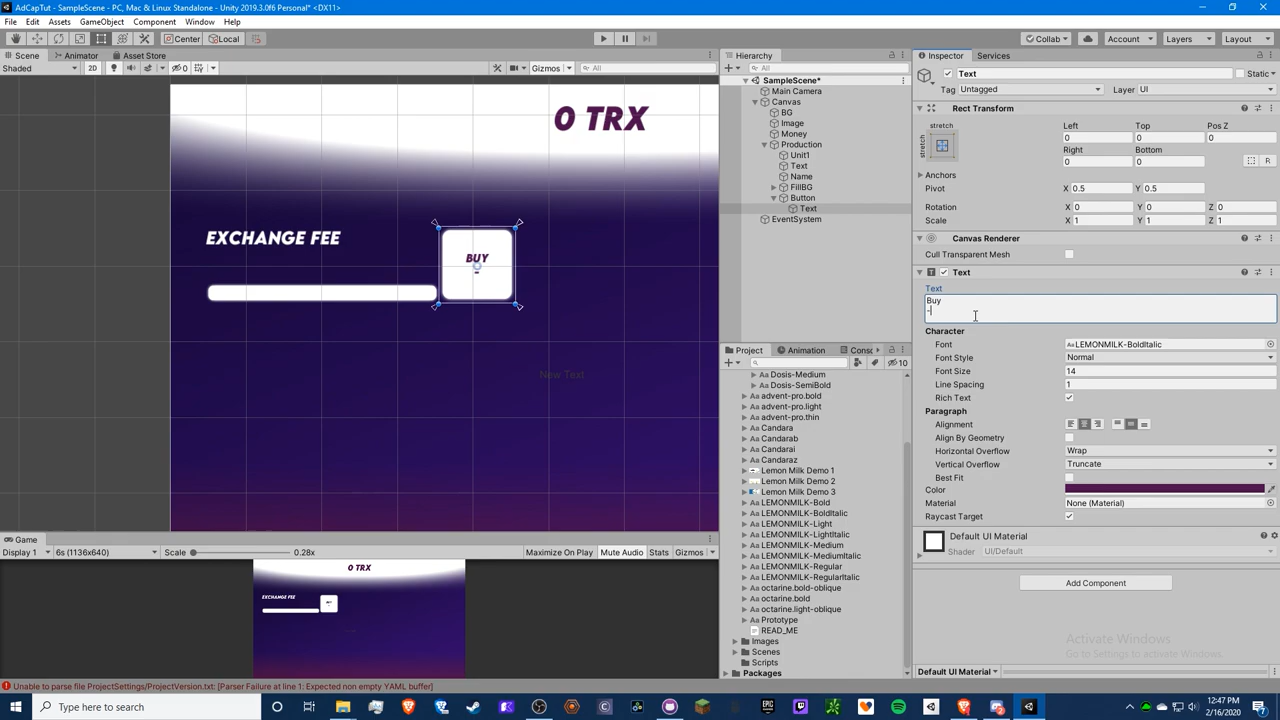 AdCapTut - SampleScene - PC, Mac & Linux Standalone - Unity 2019.3.0f6 Personal* <DX11>
File Edit Assets GameObject Component Window Help
Center Local Collab Account Layers Layout
Scene Animator Asset Store
Shaded 2D 0 Gizmos All
0 TRX
EXCHANGE FEE
BUY
-
New Text
Game
Display 1 6s (1136x640) Scale 0.28x Maximize On Play Mute Audio Stats Gizmos
0 TRX
EXCHANGE FEE
BUY
Hierarchy
All
SampleScene*
Main Camera
Canvas
BG
Image
Money
Production
Unit1
Text
Name
FillBG
Button
Text
EventSystem
Project Animation Conso
10
Dosis-Medium
Dosis-SemiBold
advent-pro.bold
advent-pro.light
advent-pro.thin
Candara
Candarab
Candarai
Candaraz
Lemon Milk Demo 1
Lemon Milk Demo 2
Lemon Milk Demo 3
LEMONMILK-Bold
LEMONMILK-BoldItalic
LEMONMILK-Light
LEMONMILK-LightItalic
LEMONMILK-Medium
LEMONMILK-MediumItalic
LEMONMILK-Regular
LEMONMILK-RegularItalic
octarine.bold-oblique
octarine.bold
octarine.light-oblique
Prototype
READ_ME
Images
Scenes
Scripts
Packages
Inspector Services
Text Static
Tag Untagged Layer UI
Rect Transform
stretch
stretch
Left Top Pos Z
0 0 0
Right Bottom
0 0 R
Anchors
Pivot X 0.5 Y 0.5
Rotation X 0 Y 0 Z 0
Scale X 1 Y 1 Z 1
Canvas Renderer
Cull Transparent Mesh
Text
Text
Buy
-
Character
Font LEMONMILK-BoldItalic
Font Style Normal
Font Size 14
Line Spacing 1
Rich Text
Paragraph
Alignment
Align By Geometry
Horizontal Overflow Wrap
Vertical Overflow Truncate
Best Fit
Color
Material None (Material)
Raycast Target
Default UI Material
Shader UI/Default
Add Component
Activate Windows
Go to Settings to activate Windows.
Default UI Material
Unable to parse file ProjectSettings/ProjectVersion.txt: [Parser Failure at line 1: Expected non empty YAML buffer]
Type here to search
12:47 PM
2/16/2020